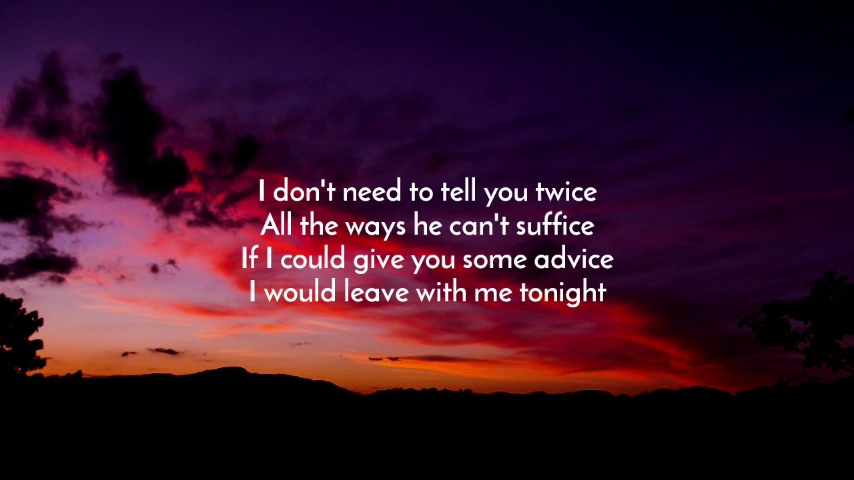 I don't need to tell you twice
All the ways he can't suffice
If I could give you some advice
I would leave with me tonight